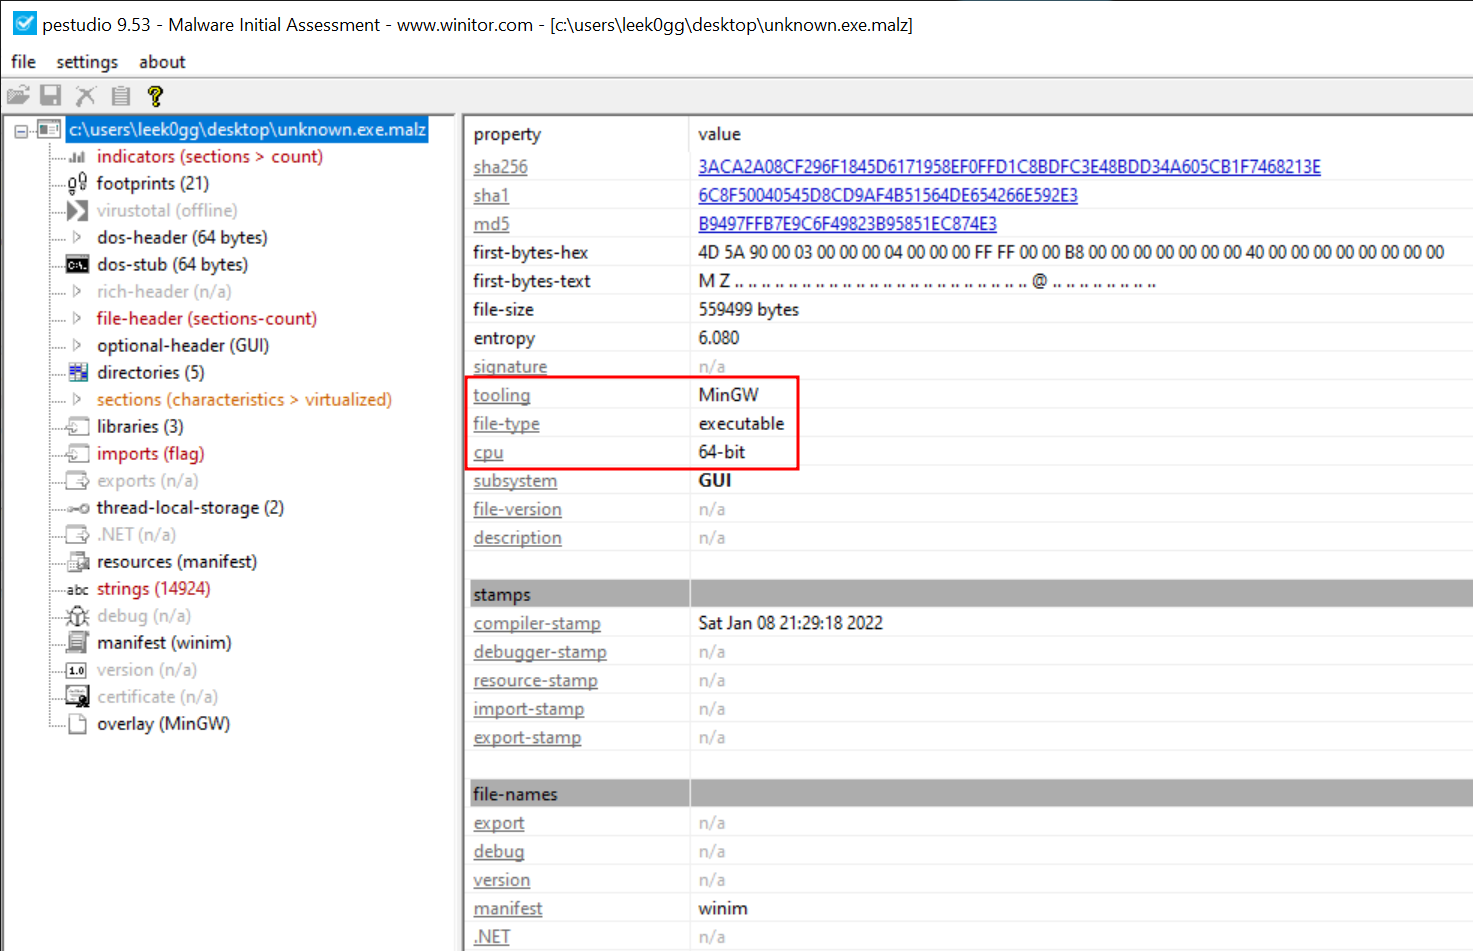 pestudio 9.53 - Malware Initial Assessment - www.winitor.com - [c:\users\leek0gg\desktop\unknown.exe.malz]
file settings about
c:\users\leek0gg\desktop\unknown.exe.malz
indicators (sections > count)
footprints (21)
virustotal (offline)
dos-header (64 bytes)
dos-stub (64 bytes)
rich-header (n/a)
file-header (sections-count)
optional-header (GUI)
directories (5)
sections (characteristics > virtualized)
libraries (3)
imports (flag)
exports (n/a)
thread-local-storage (2)
.NET (n/a)
resources (manifest)
abc strings (14924)
debug (n/a)
manifest (winim)
1.0 version (n/a)
certificate (n/a)
overlay (MinGW)
property value
sha256 3ACA2A08CF296F1845D6171958EF0FFD1C8BDFC3E48BDD34A605CB1F7468213E
sha1 6C8F50040545D8CD9AF4B51564DE654266E592E3
md5 B9497FFB7E9C6F49823B95851EC874E3
first-bytes-hex 4D 5A 90 00 03 00 00 00 04 00 00 00 FF FF 00 00 B8 00 00 00 00 00 00 00 40 00 00 00 00 00 00 00
first-bytes-text M Z .. .. .. .. .. .. .. .. .. .. .. .. .. .. .. .. .. .. .. .. .. .. @ .. .. .. .. .. .. ..
file-size 559499 bytes
entropy 6.080
signature n/a
tooling MinGW
file-type executable
cpu 64-bit
subsystem GUI
file-version n/a
description n/a
stamps
compiler-stamp Sat Jan 08 21:29:18 2022
debugger-stamp n/a
resource-stamp n/a
import-stamp n/a
export-stamp n/a
file-names
export n/a
debug n/a
version n/a
manifest winim
.NET n/a